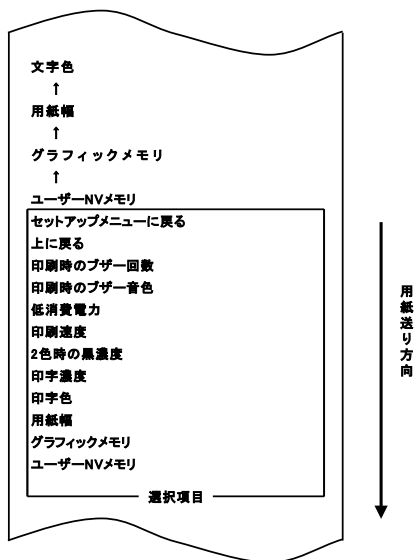 文字色
↑
用紙幅
↑
グラフィックメモリ
↑
ユーザーNVメモリ
セットアップメニューに戻る
上に戻る
印刷時のブザー回数
印刷時のブザー音色
低消費電力
印刷速度
2色時の黒濃度
印字濃度
印字色
用紙幅
グラフィックメモリ
ユーザーNVメモリ
選択項目
用紙送り方向